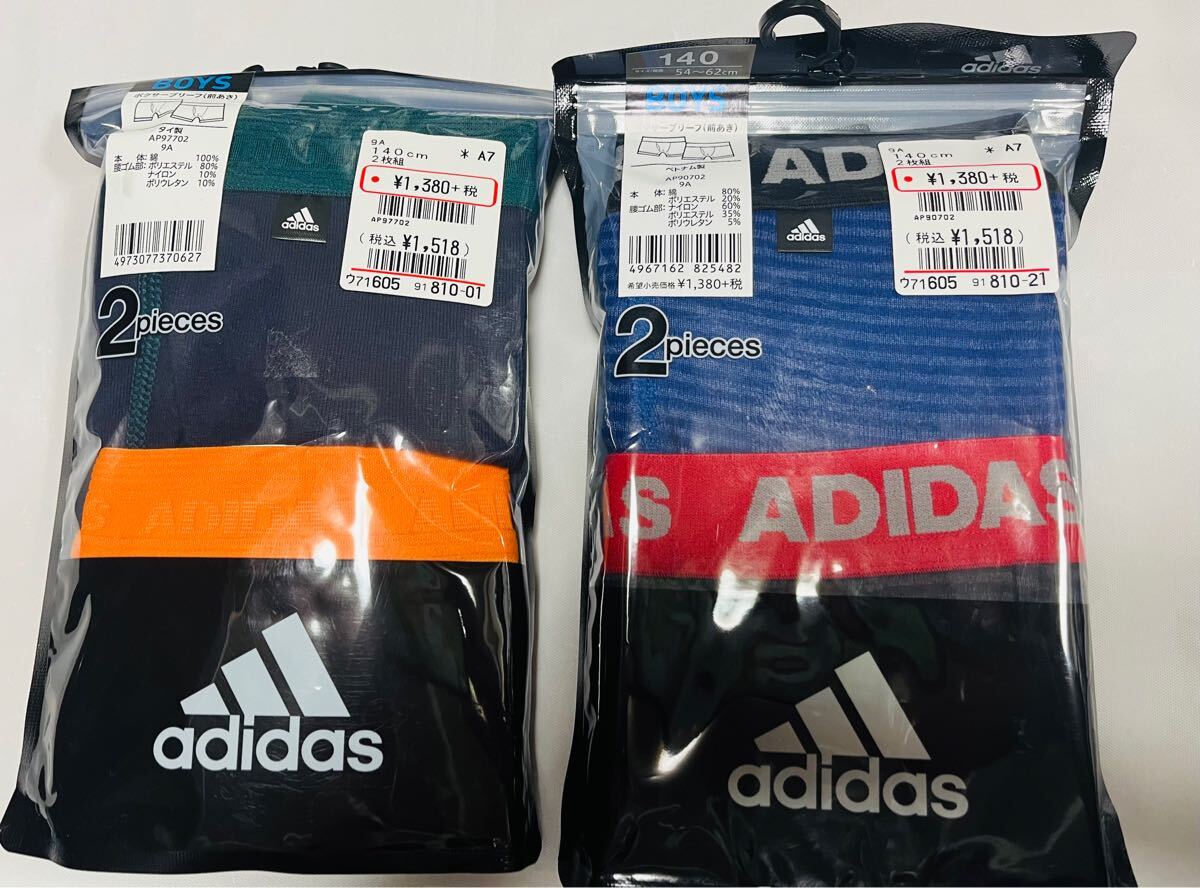 BOYS
ボクサーブリーフ(前あき)
タイ製
AP97702
9A
本 体: 綿 100%
腰ゴム部: ポリエステル 80%
ナイロン 10%
ポリウレタン 10%
4973077370627
9A
140cm
2枚組
* A7
¥1,380+税
AP97702
(税込 ¥1,518)
ウ71605 91 810-01
adidas
2pieces
ADIDAS
adidas
140
54〜62cm
adidas
BOYS
ーブリーフ(前あき)
ベトナム製
AP90702
9A
本 体: 綿 80%
ポリエステル 20%
腰ゴム部: ナイロン 60%
ポリエステル 35%
ポリウレタン 5%
4967162 825482
希望小売価格 ¥1,380+税
AD
9A
140cm
2枚組
* A7
¥1,380+税
AP90702
(税込 ¥1,518)
ウ71605 91 810-21
adidas
2pieces
AS ADIDAS
adidas